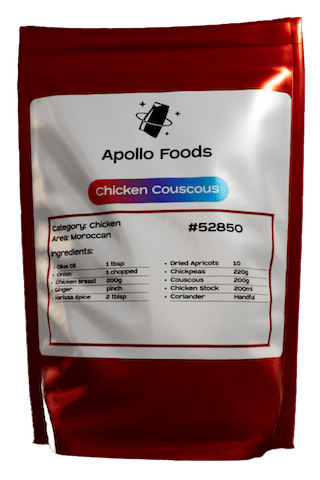 Apollo Foods
Chicken Couscous
Category: Chicken
#52850
Area: Moroccan
Ingredients:
• Olive Oil 1 tbsp
• Onion 1 chopped
• Chicken Breast 200g
• Ginger pinch
• Harissa Spice 2 tblsp
• Dried Apricots 10
• Chickpeas 220g
• Couscous 200g
• Chicken Stock 200ml
• Coriander Handful